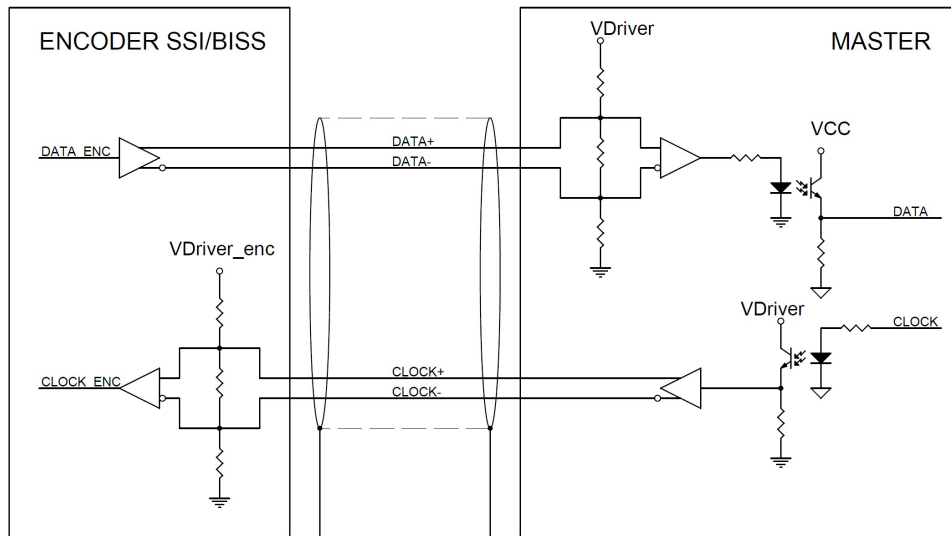 ENCODER SSI/BISS
MASTER
VDriver
VCC
DATA_ENC
DATA+
DATA-
DATA
VDriver_enc
VDriver
CLOCK
CLOCK_ENC
CLOCK+
CLOCK-